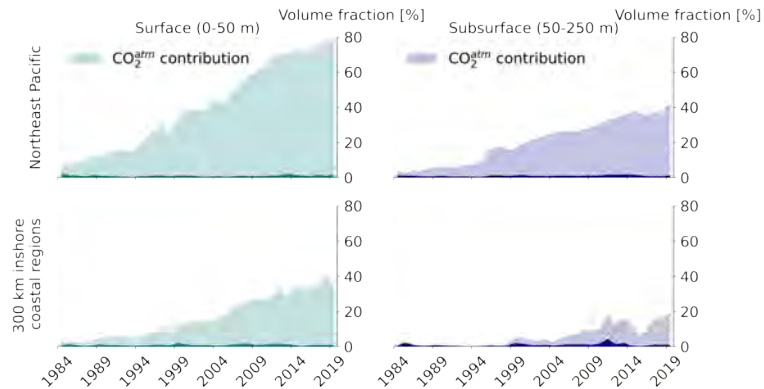 Volume fraction [%]
Volume fraction [%]
Surface (0-50 m)
Subsurface (50-250 m)
Northeast Pacific
CO₂ᵃᵗᵐ contribution
80
60
40
20
0
CO₂ᵃᵗᵐ contribution
80
60
40
20
0
300 km inshore
coastal regions
80
60
40
20
0
80
60
40
20
0
1984 1989 1994 1999 2004 2009 2014 2019
1984 1989 1994 1999 2004 2009 2014 2019